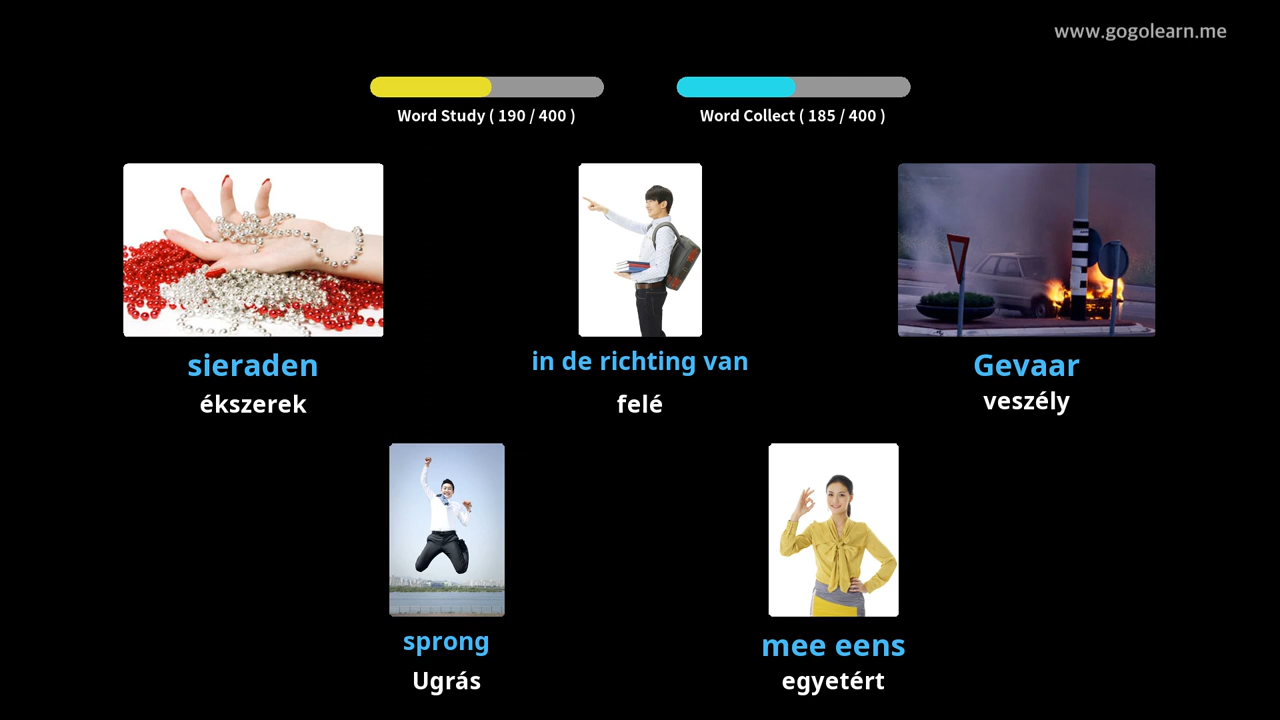 www.gogolearn.me
Word Study ( 190 / 400 )
Word Collect ( 185 / 400 )
sieraden
ékszerek
in de richting van
felé
Gevaar
veszély
sprong
Ugrás
mee eens
egyetért